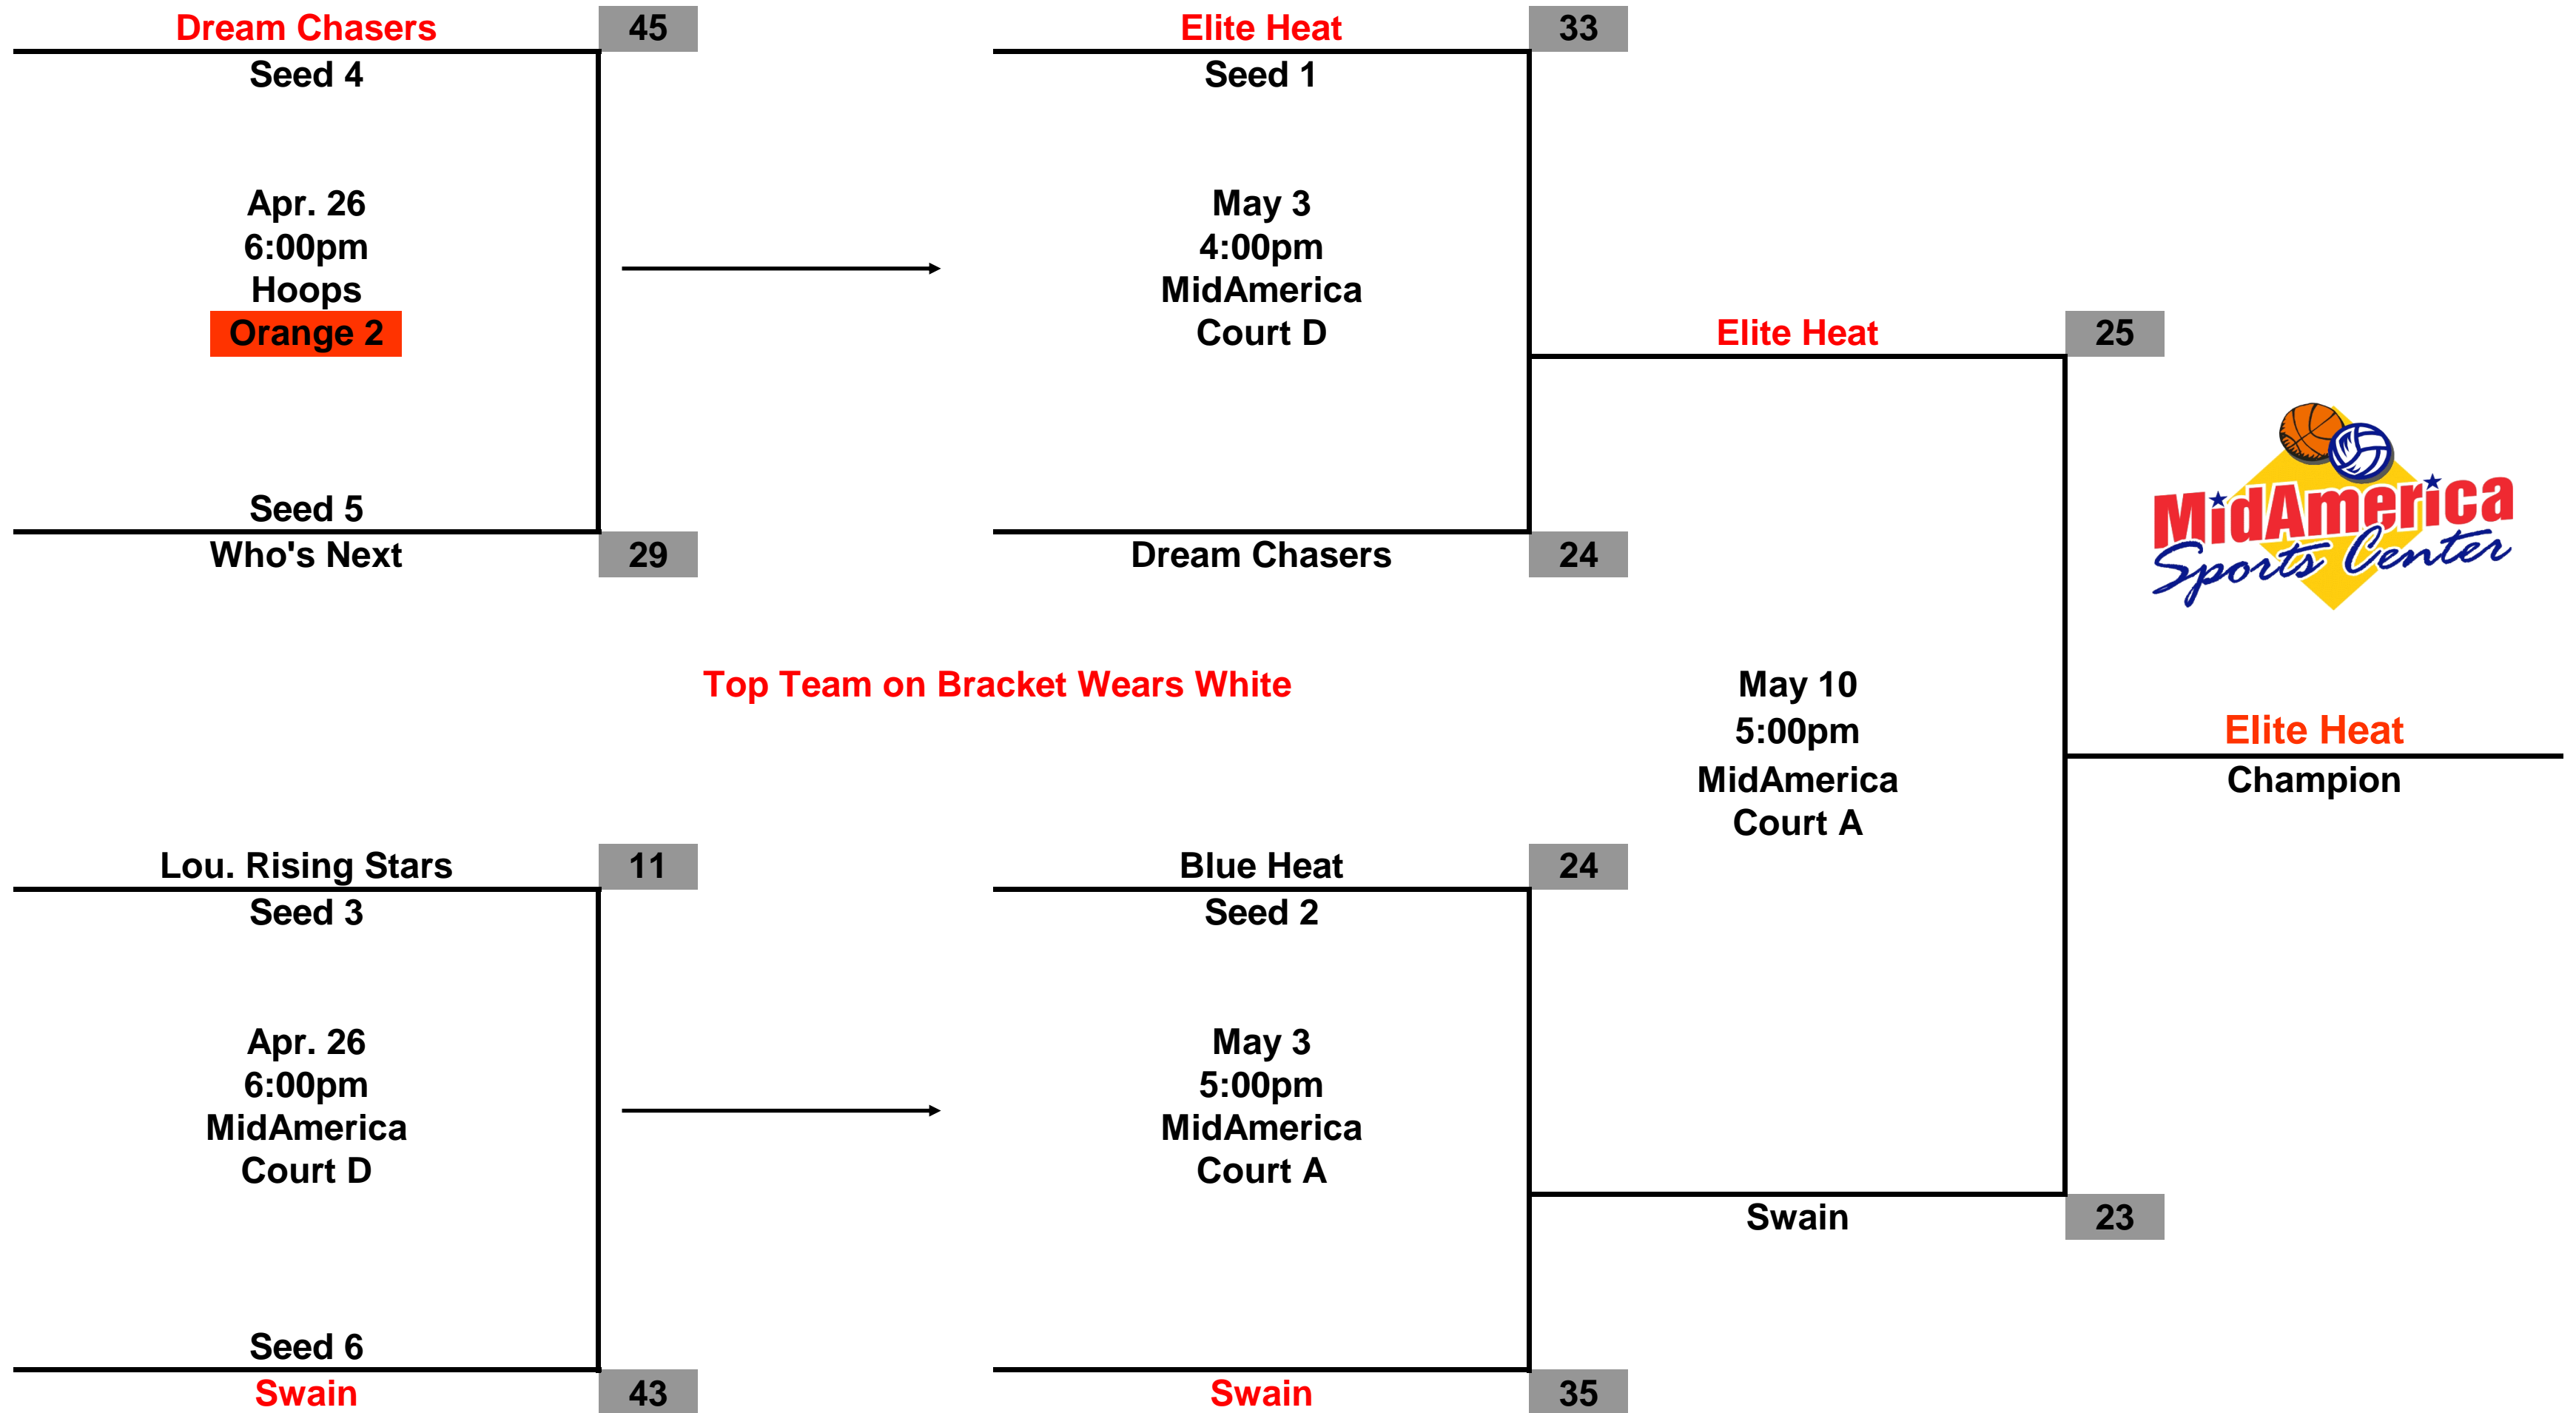 Dream Chasers 45
Seed 4
Apr. 26
6:00pm
Hoops
Orange 2
Seed 5
Who's Next 29
Elite Heat 33
Seed 1
May 3
4:00pm
MidAmerica
Court D
Dream Chasers 24
Elite Heat 25
MidAmerica
Sports Center
Top Team on Bracket Wears White
May 10
5:00pm
MidAmerica
Court A
Elite Heat
Champion
Lou. Rising Stars 11
Seed 3
Apr. 26
6:00pm
MidAmerica
Court D
Seed 6
Swain 43
Blue Heat 24
Seed 2
May 3
5:00pm
MidAmerica
Court A
Swain 35
Swain 23